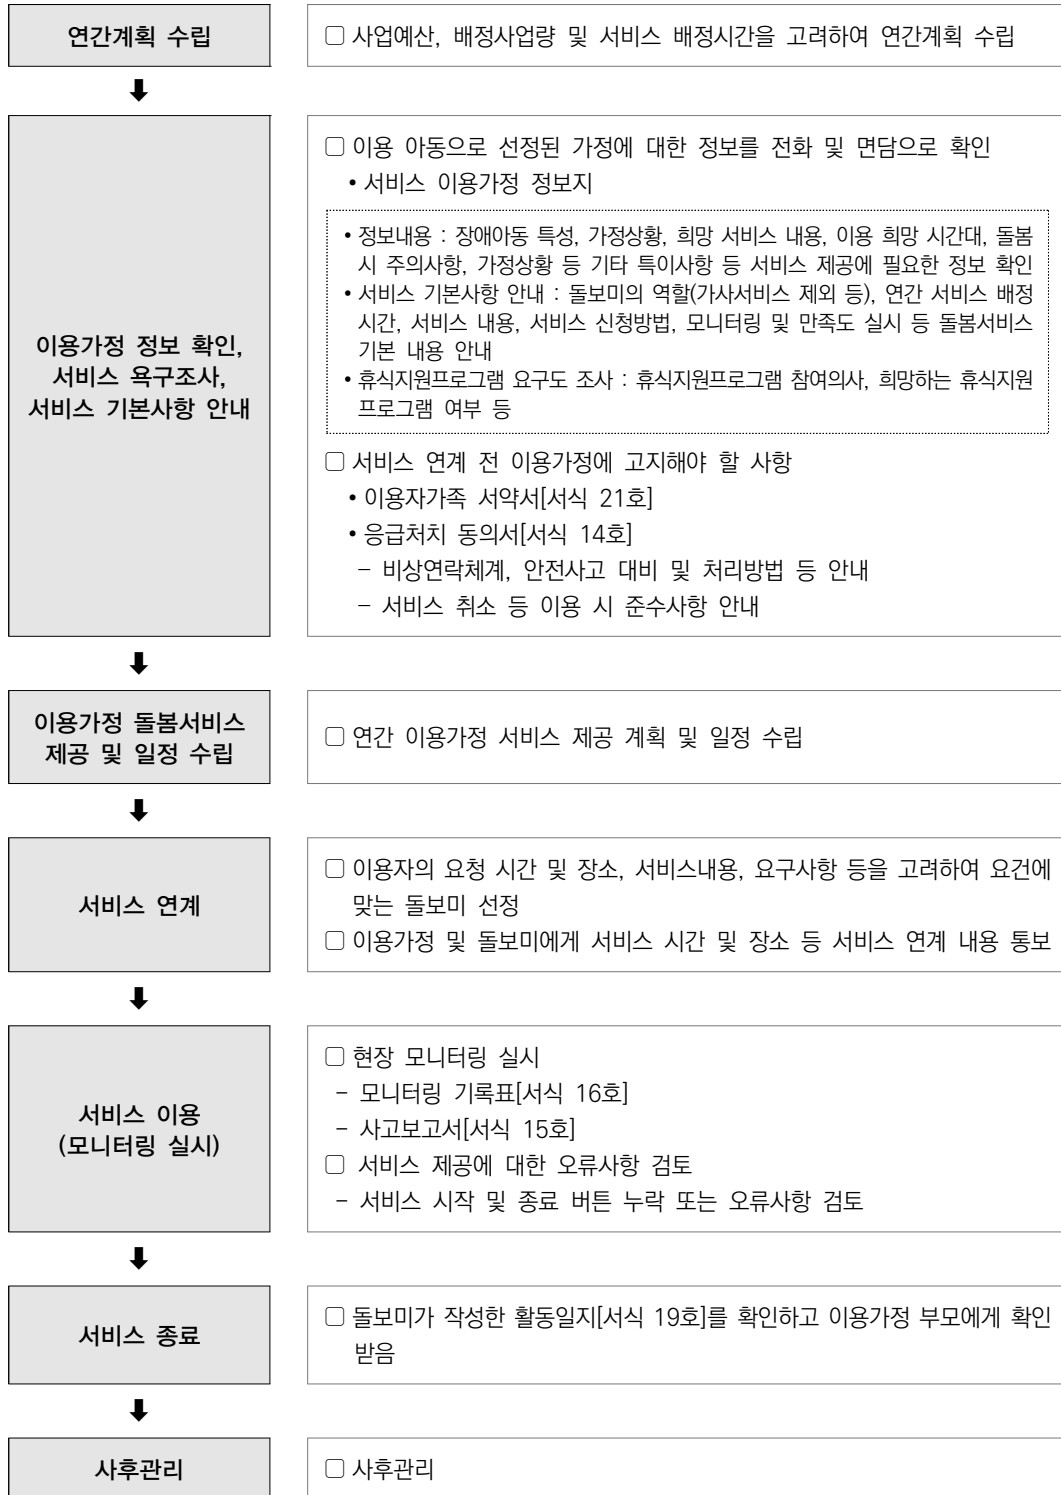 연간계획 수립
□ 사업예산, 배정사업량 및 서비스 배정시간을 고려하여 연간계획 수립
⬇
이용가정 정보 확인,
서비스 욕구조사,
서비스 기본사항 안내
□ 이용 아동으로 선정된 가정에 대한 정보를 전화 및 면담으로 확인
• 서비스 이용가정 정보지
• 정보내용 : 장애아동 특성, 가정상황, 희망 서비스 내용, 이용 희망 시간대, 돌봄
시 주의사항, 가정상황 등 기타 특이사항 등 서비스 제공에 필요한 정보 확인
• 서비스 기본사항 안내 : 돌보미의 역할(가사서비스 제외 등), 연간 서비스 배정
시간, 서비스 내용, 서비스 신청방법, 모니터링 및 만족도 실시 등 돌봄서비스
기본 내용 안내
• 휴식지원프로그램 요구도 조사 : 휴식지원프로그램 참여의사, 희망하는 휴식지원
프로그램 여부 등
□ 서비스 연계 전 이용가정에 고지해야 할 사항
• 이용자가족 서약서[서식 21호]
• 응급처치 동의서[서식 14호]
- 비상연락체계, 안전사고 대비 및 처리방법 등 안내
- 서비스 취소 등 이용 시 준수사항 안내
⬇
이용가정 돌봄서비스
제공 및 일정 수립
□ 연간 이용가정 서비스 제공 계획 및 일정 수립
⬇
서비스 연계
□ 이용자의 요청 시간 및 장소, 서비스내용, 요구사항 등을 고려하여 요건에
맞는 돌보미 선정
□ 이용가정 및 돌보미에게 서비스 시간 및 장소 등 서비스 연계 내용 통보
⬇
서비스 이용
(모니터링 실시)
□ 현장 모니터링 실시
- 모니터링 기록표[서식 16호]
- 사고보고서[서식 15호]
□ 서비스 제공에 대한 오류사항 검토
- 서비스 시작 및 종료 버튼 누락 또는 오류사항 검토
⬇
서비스 종료
□ 돌보미가 작성한 활동일지[서식 19호]를 확인하고 이용가정 부모에게 확인
받음
⬇
사후관리
□ 사후관리